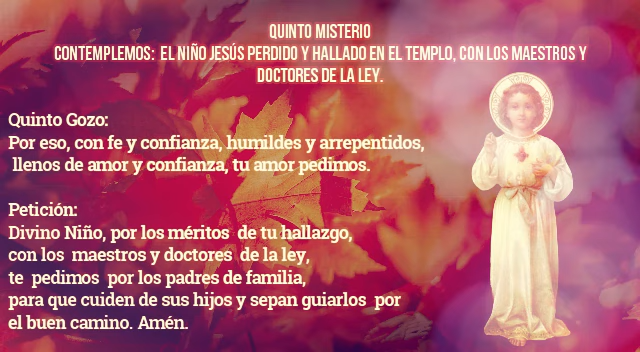 QUINTO MISTERIO
CONTEMPLEMOS: EL NIÑO JESÚS PERDIDO Y HALLADO EN EL TEMPLO, CON LOS MAESTROS Y
DOCTORES DE LA LEY.
Quinto Gozo:
Por eso, con fe y confianza, humildes y arrepentidos,
llenos de amor y confianza, tu amor pedimos.
Petición:
Divino Niño, por los méritos de tu hallazgo,
con los maestros y doctores de la ley,
te pedimos por los padres de familia,
para que cuiden de sus hijos y sepan guiarlos por
el buen camino. Amén.